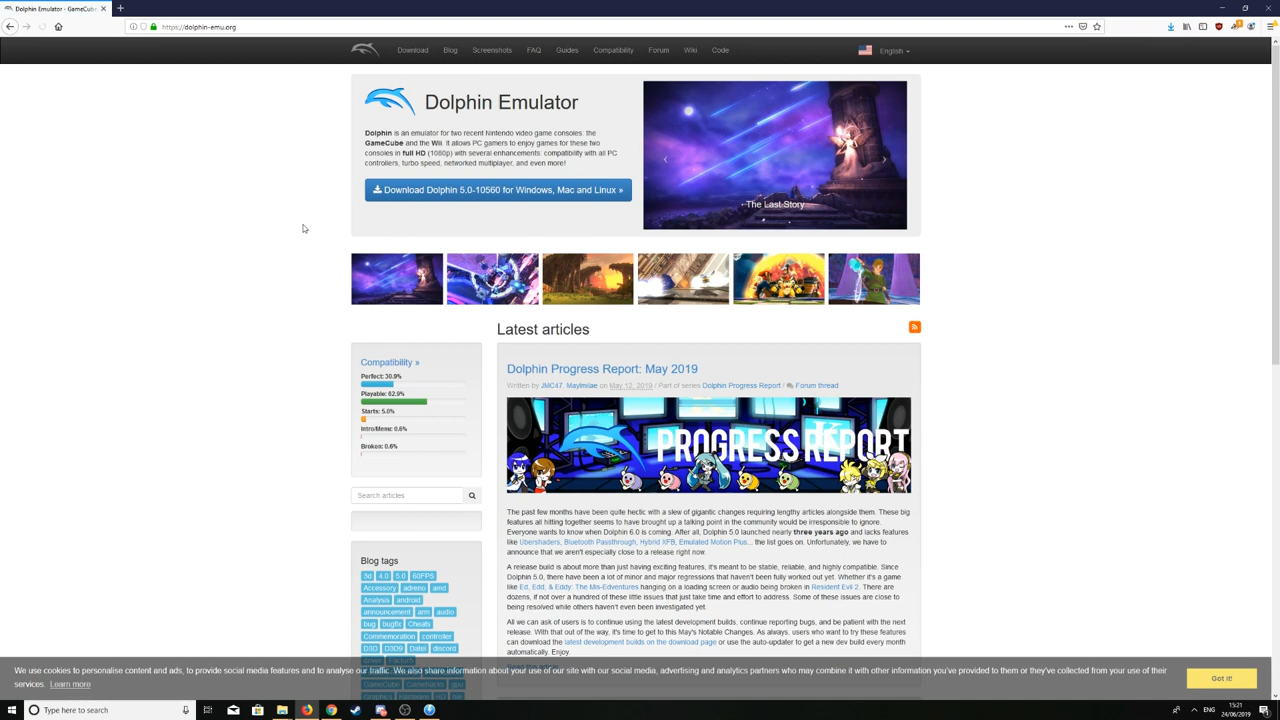 Dolphin Emulator - GameCube
https://dolphin-emu.org
Download Blog Screenshots FAQ Guides Compatibility Forum Wiki Code English
Dolphin Emulator
Dolphin is an emulator for two recent Nintendo video game consoles: the
GameCube and the Wii. It allows PC gamers to enjoy games for these two
consoles in full HD (1080p) with several enhancements: compatibility with all PC
controllers, turbo speed, networked multiplayer, and even more!
Download Dolphin 5.0-10560 for Windows, Mac and Linux »
The Last Story
Latest articles
Compatibility »
Perfect: 30.9%
Playable: 62.9%
Starts: 5.0%
Intro/Menu: 0.6%
Broken: 0.6%
Search articles
Blog tags
3d 4.0 5.0 60FPS
Accessory adreno amd
Analysis android
announcement arm audio
bug bugfix Cheats
Commemoration controller
D3D D3D9 Datel discord
GameCube Gamehacks gpu
Graphics Hardware HD
Dolphin Progress Report: May 2019
Written by JMC47, MayImilae on May 12, 2019 / Part of series Dolphin Progress Report / Forum thread
PROGRESS REPORT
The past few months have been quite hectic with a slew of gigantic changes requiring lengthy articles alongside them. These big
features all hitting together seems to have brought up a talking point in the community would be irresponsible to ignore.
Everyone wants to know when Dolphin 6.0 is coming. After all, Dolphin 5.0 launched nearly three years ago and lacks features
like Ubershaders, Bluetooth Passthrough, Hybrid XFB, Emulated Motion Plus... the list goes on. Unfortunately, we have to
announce that we aren't especially close to a release right now.
A release build is about more than just having exciting features, it's meant to be stable, reliable, and highly compatible. Since
Dolphin 5.0, there have been a lot of minor and major regressions that haven't been fully worked out yet. Whether it's a game
like Ed, Edd, & Eddy: The Mis-Edventures hanging on a loading screen or audio being broken in Resident Evil 2. There are
dozens, if not over a hundred of these little issues that just take time and effort to address. Some of these issues are close to
being resolved while others haven't even been investigated yet.
All we can ask of users is to continue using the latest development builds, continue reporting bugs, and be patient with the next
release. With that out of the way, it's time to get to this May's Notable Changes. As always, users who want to try these features
can download the latest development builds on the download page or use the auto-updater to get a new dev build every month
automatically. Enjoy.
We use cookies to personalise content and ads, to provide social media features and to analyse our traffic. We also share information about your use of our site with our social media, advertising and analytics partners who may combine it with other information you've provided to them or they've collected from your use of their
services. Learn more
Got it!
Type here to search
ENG
15:21
24/06/2019